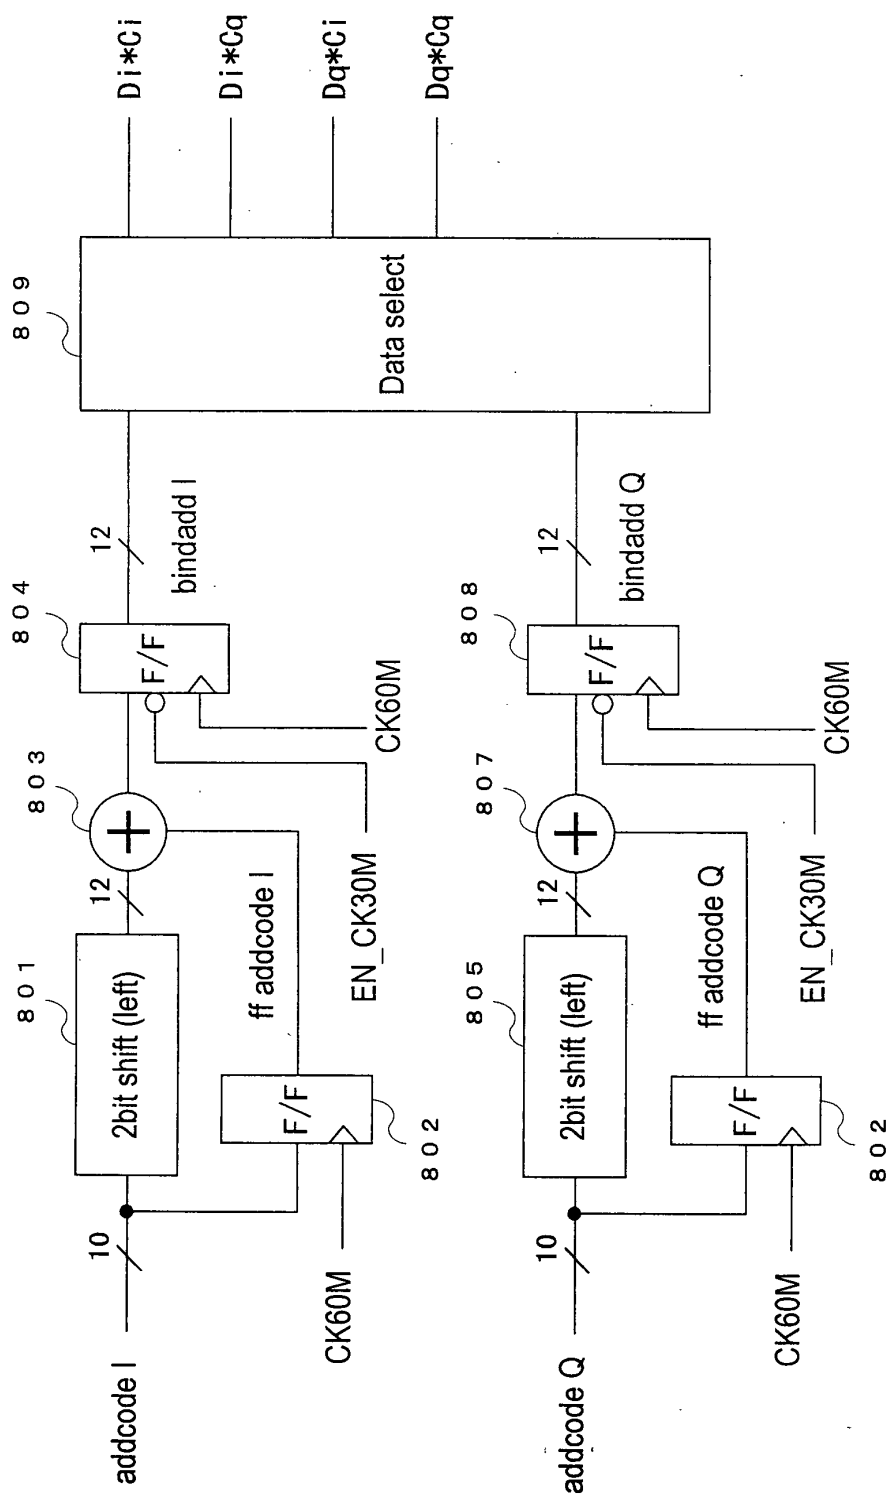 addcode I
10
801
2bit shift (left)
12
803
804
F/F
12
bindadd I
809
Data select
Di*Ci
Di*Cq
Dq*Ci
Dq*Cq
CK60M
F/F
802
ff addcode I
EN_CK30M
CK60M
addcode Q
10
805
2bit shift (left)
12
807
808
F/F
12
bindadd Q
CK60M
F/F
802
ff addcode Q
EN_CK30M
CK60M